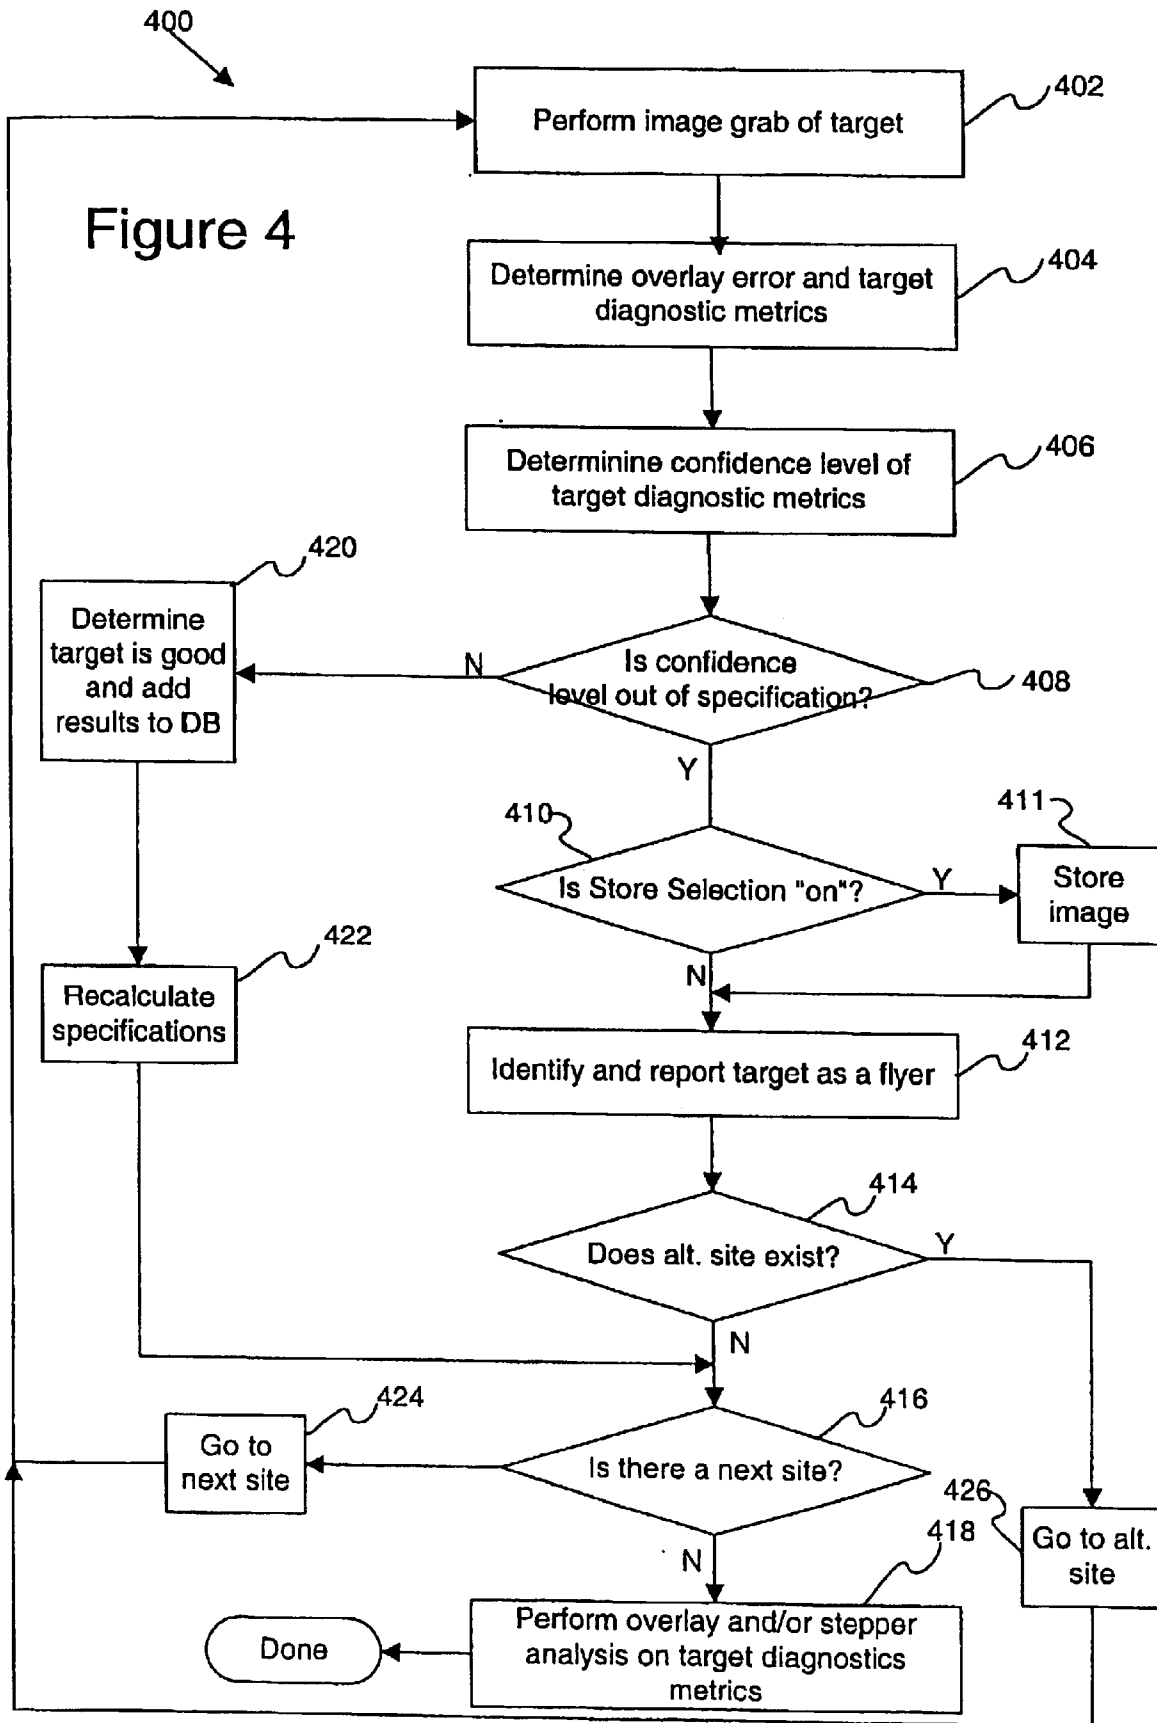 400
Perform image grab of target
402
Figure 4
Determine overlay error and target
diagnostic metrics
404
Determinine confidence level of
target diagnostic metrics
406
420
Determine
target is good
and add
results to DB
N
Is confidence
level out of specification?
408
Y
410
411
Is Store Selection "on"?
Y
Store
image
N
422
Recalculate
specifications
Identify and report target as a flyer
412
414
Does alt. site exist?
Y
N
424
Go to
next site
416
Is there a next site?
426
Go to alt.
site
N
418
Perform overlay and/or stepper
analysis on target diagnostics
metrics
Done